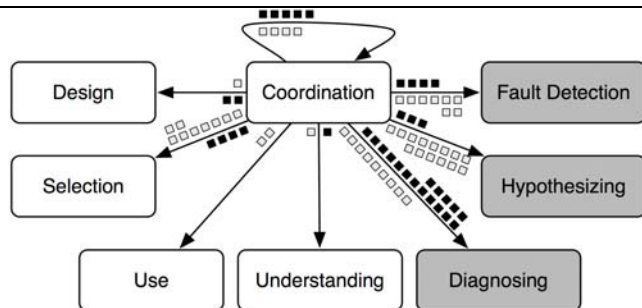 Design
Coordination
Fault Detection
Selection
Hypothesizing
Use
Understanding
Diagnosing